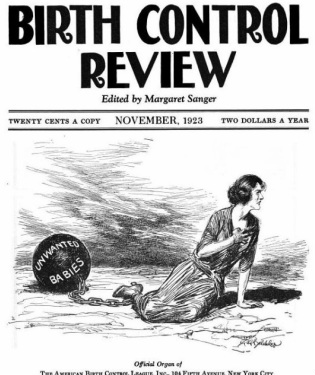 BIRTH CONTROL
REVIEW
Edited by Margaret Sanger
TWENTY CENTS A COPY NOVEMBER, 1923 TWO DOLLARS A YEAR
UNWANTED
BABIES
Official Organ of
THE AMERICAN BIRTH CONTROL LEAGUE, INC., 104 FIFTH AVENUE, NEW YORK CITY